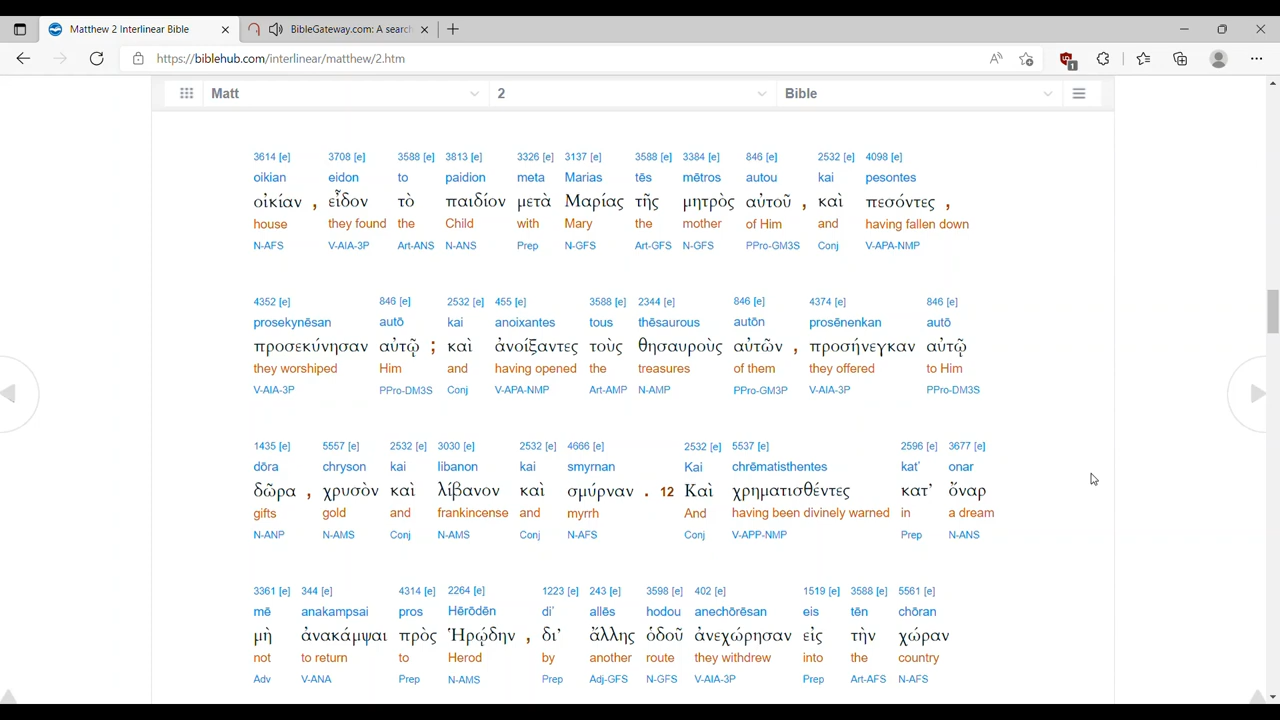 Matthew 2 Interlinear Bible
BibleGateway.com: A searc
https://biblehub.com/interlinear/matthew/2.htm
1
Matt 2 Bible
3614 [e] 3708 [e] 3588 [e] 3813 [e] 3326 [e] 3137 [e] 3588 [e] 3384 [e] 846 [e] 2532 [e] 4098 [e]
oikian eidon to paidion meta Marias tēs mētros autou kai pesontes
οἰκίαν , εἶδον τὸ παιδίον μετὰ Μαρίας τῆς μητρὸς αὐτοῦ , καὶ πεσόντες ,
house they found the Child with Mary the mother of Him and having fallen down
N-AFS V-AIA-3P Art-ANS N-ANS Prep N-GFS Art-GFS N-GFS PPro-GM3S Conj V-APA-NMP
4352 [e] 846 [e] 2532 [e] 455 [e] 3588 [e] 2344 [e] 846 [e] 4374 [e] 846 [e]
prosekynēsan autō kai anoixantes tous thēsaurous autōn prosēnenkan autō
προσεκύνησαν αὐτῷ ; καὶ ἀνοίξαντες τοὺς θησαυροὺς αὐτῶν , προσήνεγκαν αὐτῷ
they worshiped Him and having opened the treasures of them they offered to Him
V-AIA-3P PPro-DM3S Conj V-APA-NMP Art-AMP N-AMP PPro-GM3P V-AIA-3P PPro-DM3S
1435 [e] 5557 [e] 2532 [e] 3030 [e] 2532 [e] 4666 [e] 2532 [e] 5537 [e] 2596 [e] 3677 [e]
dōra chryson kai libanon kai smyrnan Kai chrēmatisthentes kat’ onar
δῶρα , χρυσὸν καὶ λίβανον καὶ σμύρναν . 12 Καὶ χρηματισθέντες κατ’ ὄναρ
gifts gold and frankincense and myrrh And having been divinely warned in a dream
N-ANP N-AMS Conj N-AMS Conj N-AFS Conj V-APP-NMP Prep N-ANS
3361 [e] 344 [e] 4314 [e] 2264 [e] 1223 [e] 243 [e] 3598 [e] 402 [e] 1519 [e] 3588 [e] 5561 [e]
mē anakampsai pros Hērōdēn di’ allēs hodou anechōrēsan eis tēn chōran
μὴ ἀνακάμψαι πρὸς Ἡρῴδην , δι’ ἄλλης ὁδοῦ ἀνεχώρησαν εἰς τὴν χώραν
not to return to Herod by another route they withdrew into the country
Adv V-ANA Prep N-AMS Prep Adj-GFS N-GFS V-AIA-3P Prep Art-AFS N-AFS